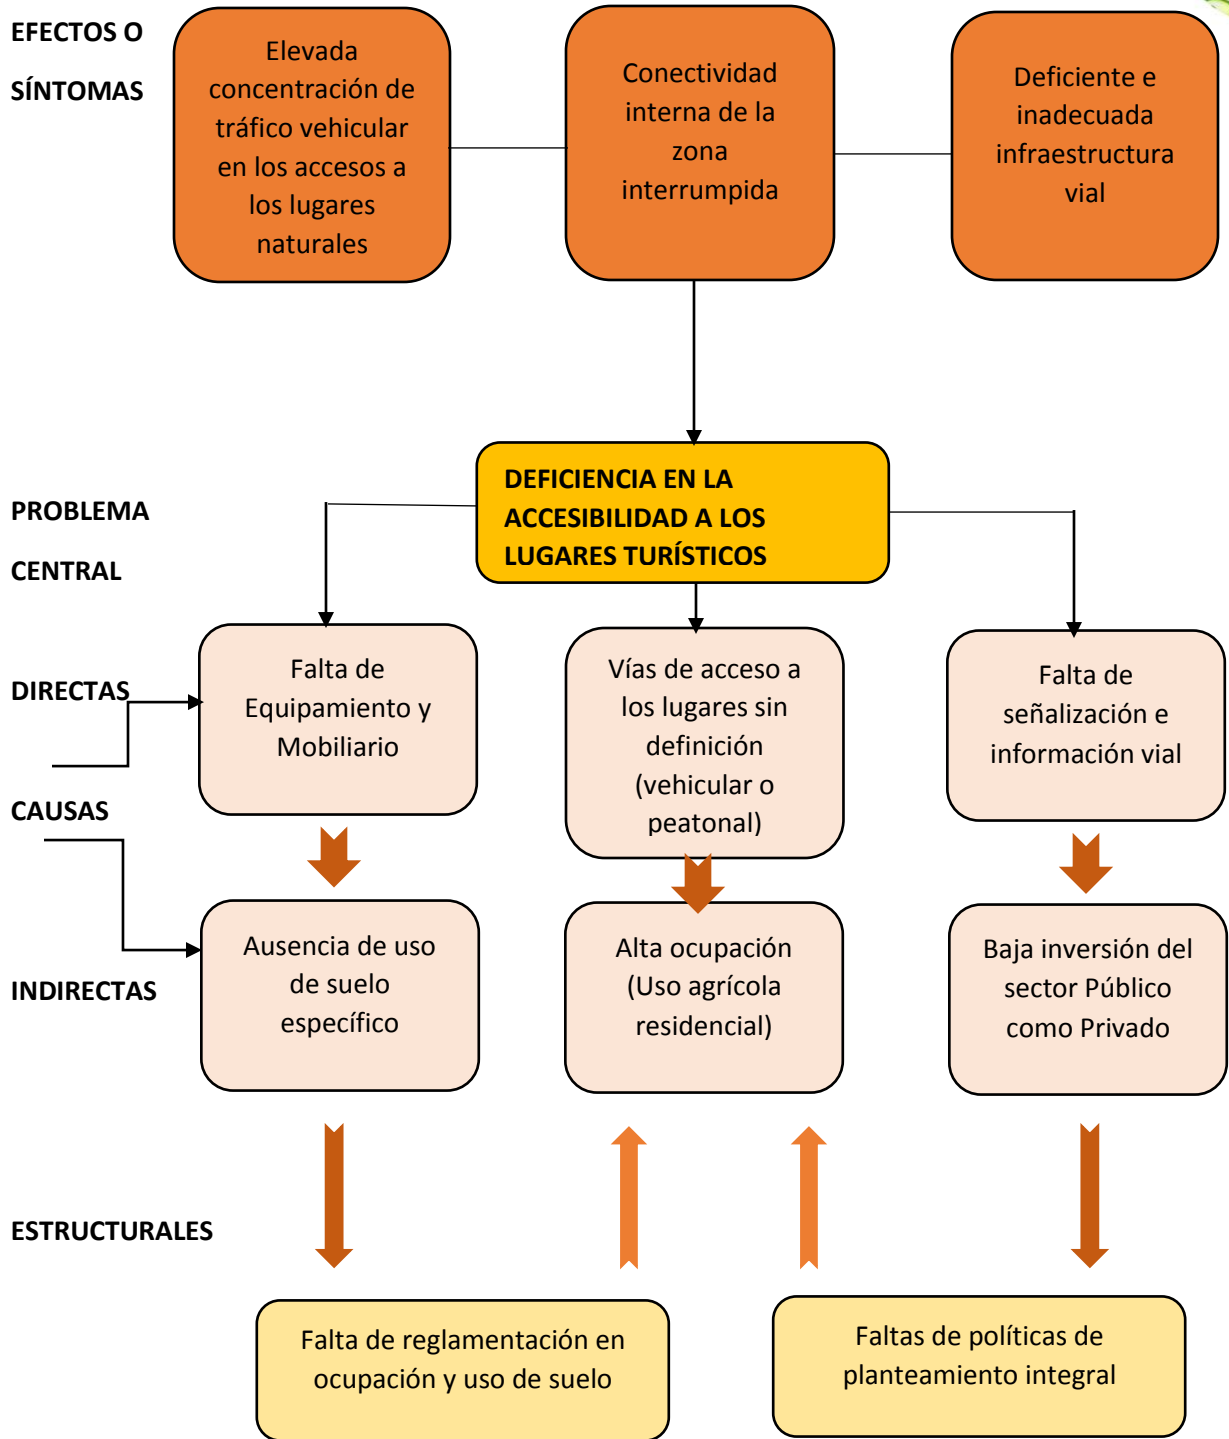 EFECTOS O
SÍNTOMAS
Elevada
concentración de
tráfico vehicular
en los accesos a
los lugares
naturales
Conectividad
interna de la
zona
interrumpida
Deficiente e
inadecuada
infraestructura
vial
PROBLEMA
CENTRAL
DEFICIENCIA EN LA
ACCESIBILIDAD A LOS
LUGARES TURÍSTICOS
DIRECTAS
Falta de
Equipamiento y
Mobiliario
Vías de acceso a
los lugares sin
definición
(vehicular o
peatonal)
Falta de
señalización e
información vial
CAUSAS
INDIRECTAS
Ausencia de uso
de suelo
específico
Alta ocupación
(Uso agrícola
residencial)
Baja inversión del
sector Público
como Privado
ESTRUCTURALES
Falta de reglamentación en
ocupación y uso de suelo
Faltas de políticas de
planteamiento integral